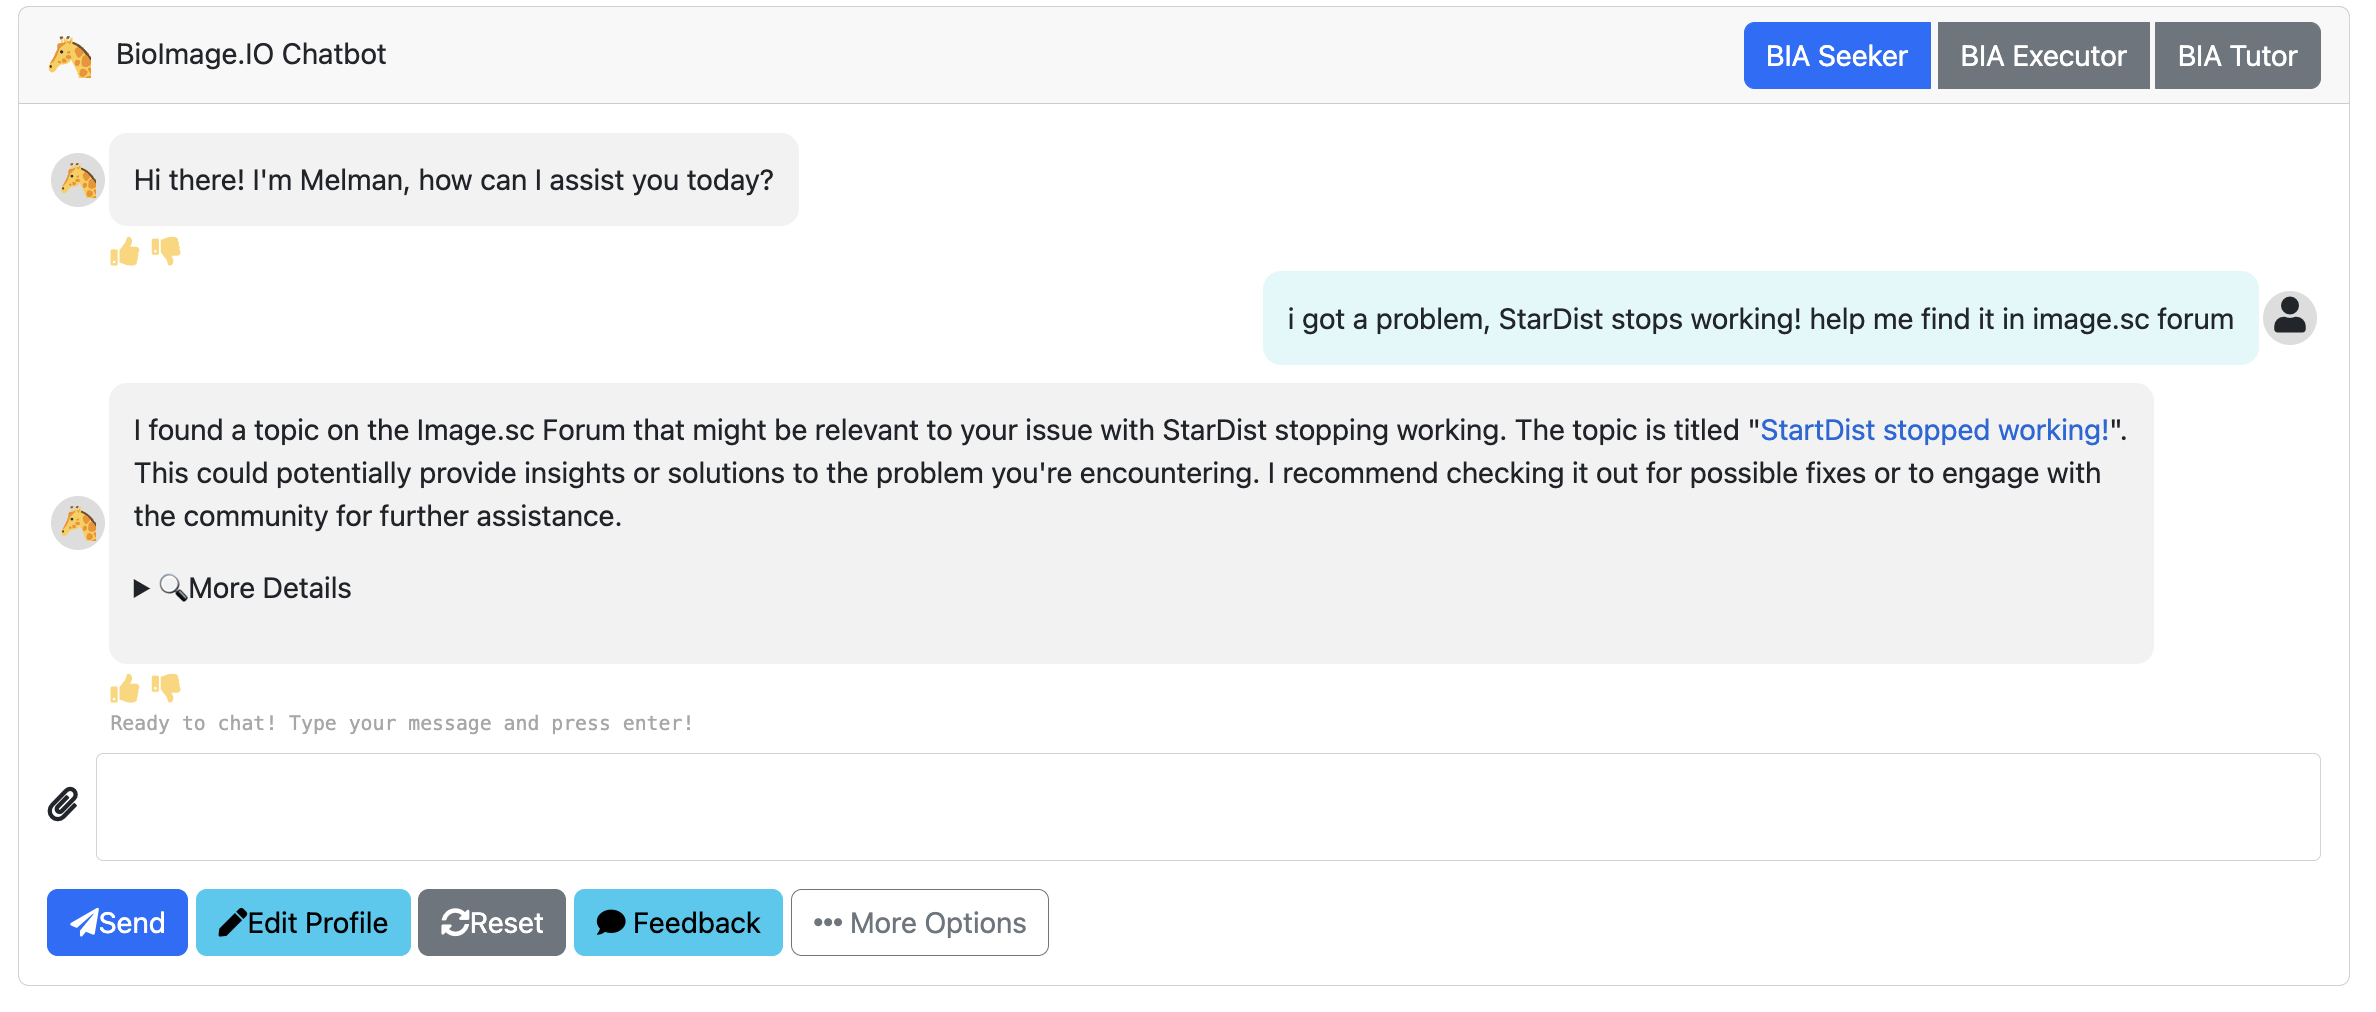 BioImage.IO Chatbot
BIA Seeker
BIA Executor
BIA Tutor
Hi there! I'm Melman, how can I assist you today?
i got a problem, StarDist stops working! help me find it in image.sc forum
I found a topic on the Image.sc Forum that might be relevant to your issue with StarDist stopping working. The topic is titled "StartDist stopped working!".
This could potentially provide insights or solutions to the problem you're encountering. I recommend checking it out for possible fixes or to engage with
the community for further assistance.
More Details
Ready to chat! Type your message and press enter!
Send
Edit Profile
Reset
Feedback
More Options